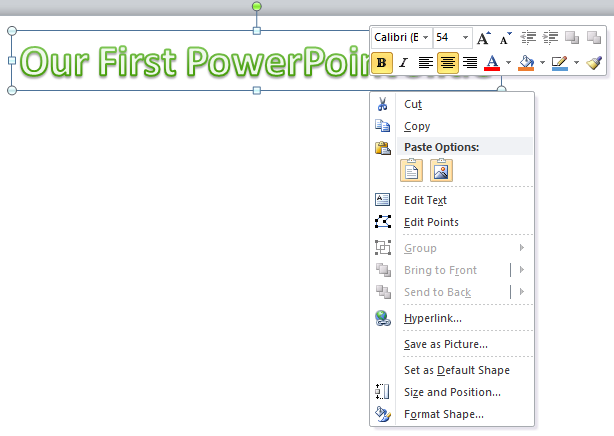 Calibri (E 54 A A
B I A
Our First PowerPoin
Cut
Copy
Paste Options:
Edit Text
Edit Points
Group
Bring to Front
Send to Back
Hyperlink...
Save as Picture...
Set as Default Shape
Size and Position...
Format Shape...